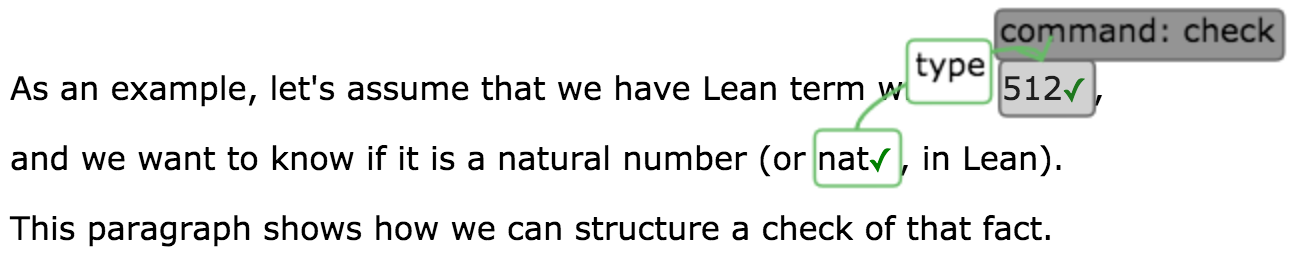 command: check
type
As an example, let's assume that we have Lean term 512✓,
and we want to know if it is a natural number (or nat✓, in Lean).
This paragraph shows how we can structure a check of that fact.